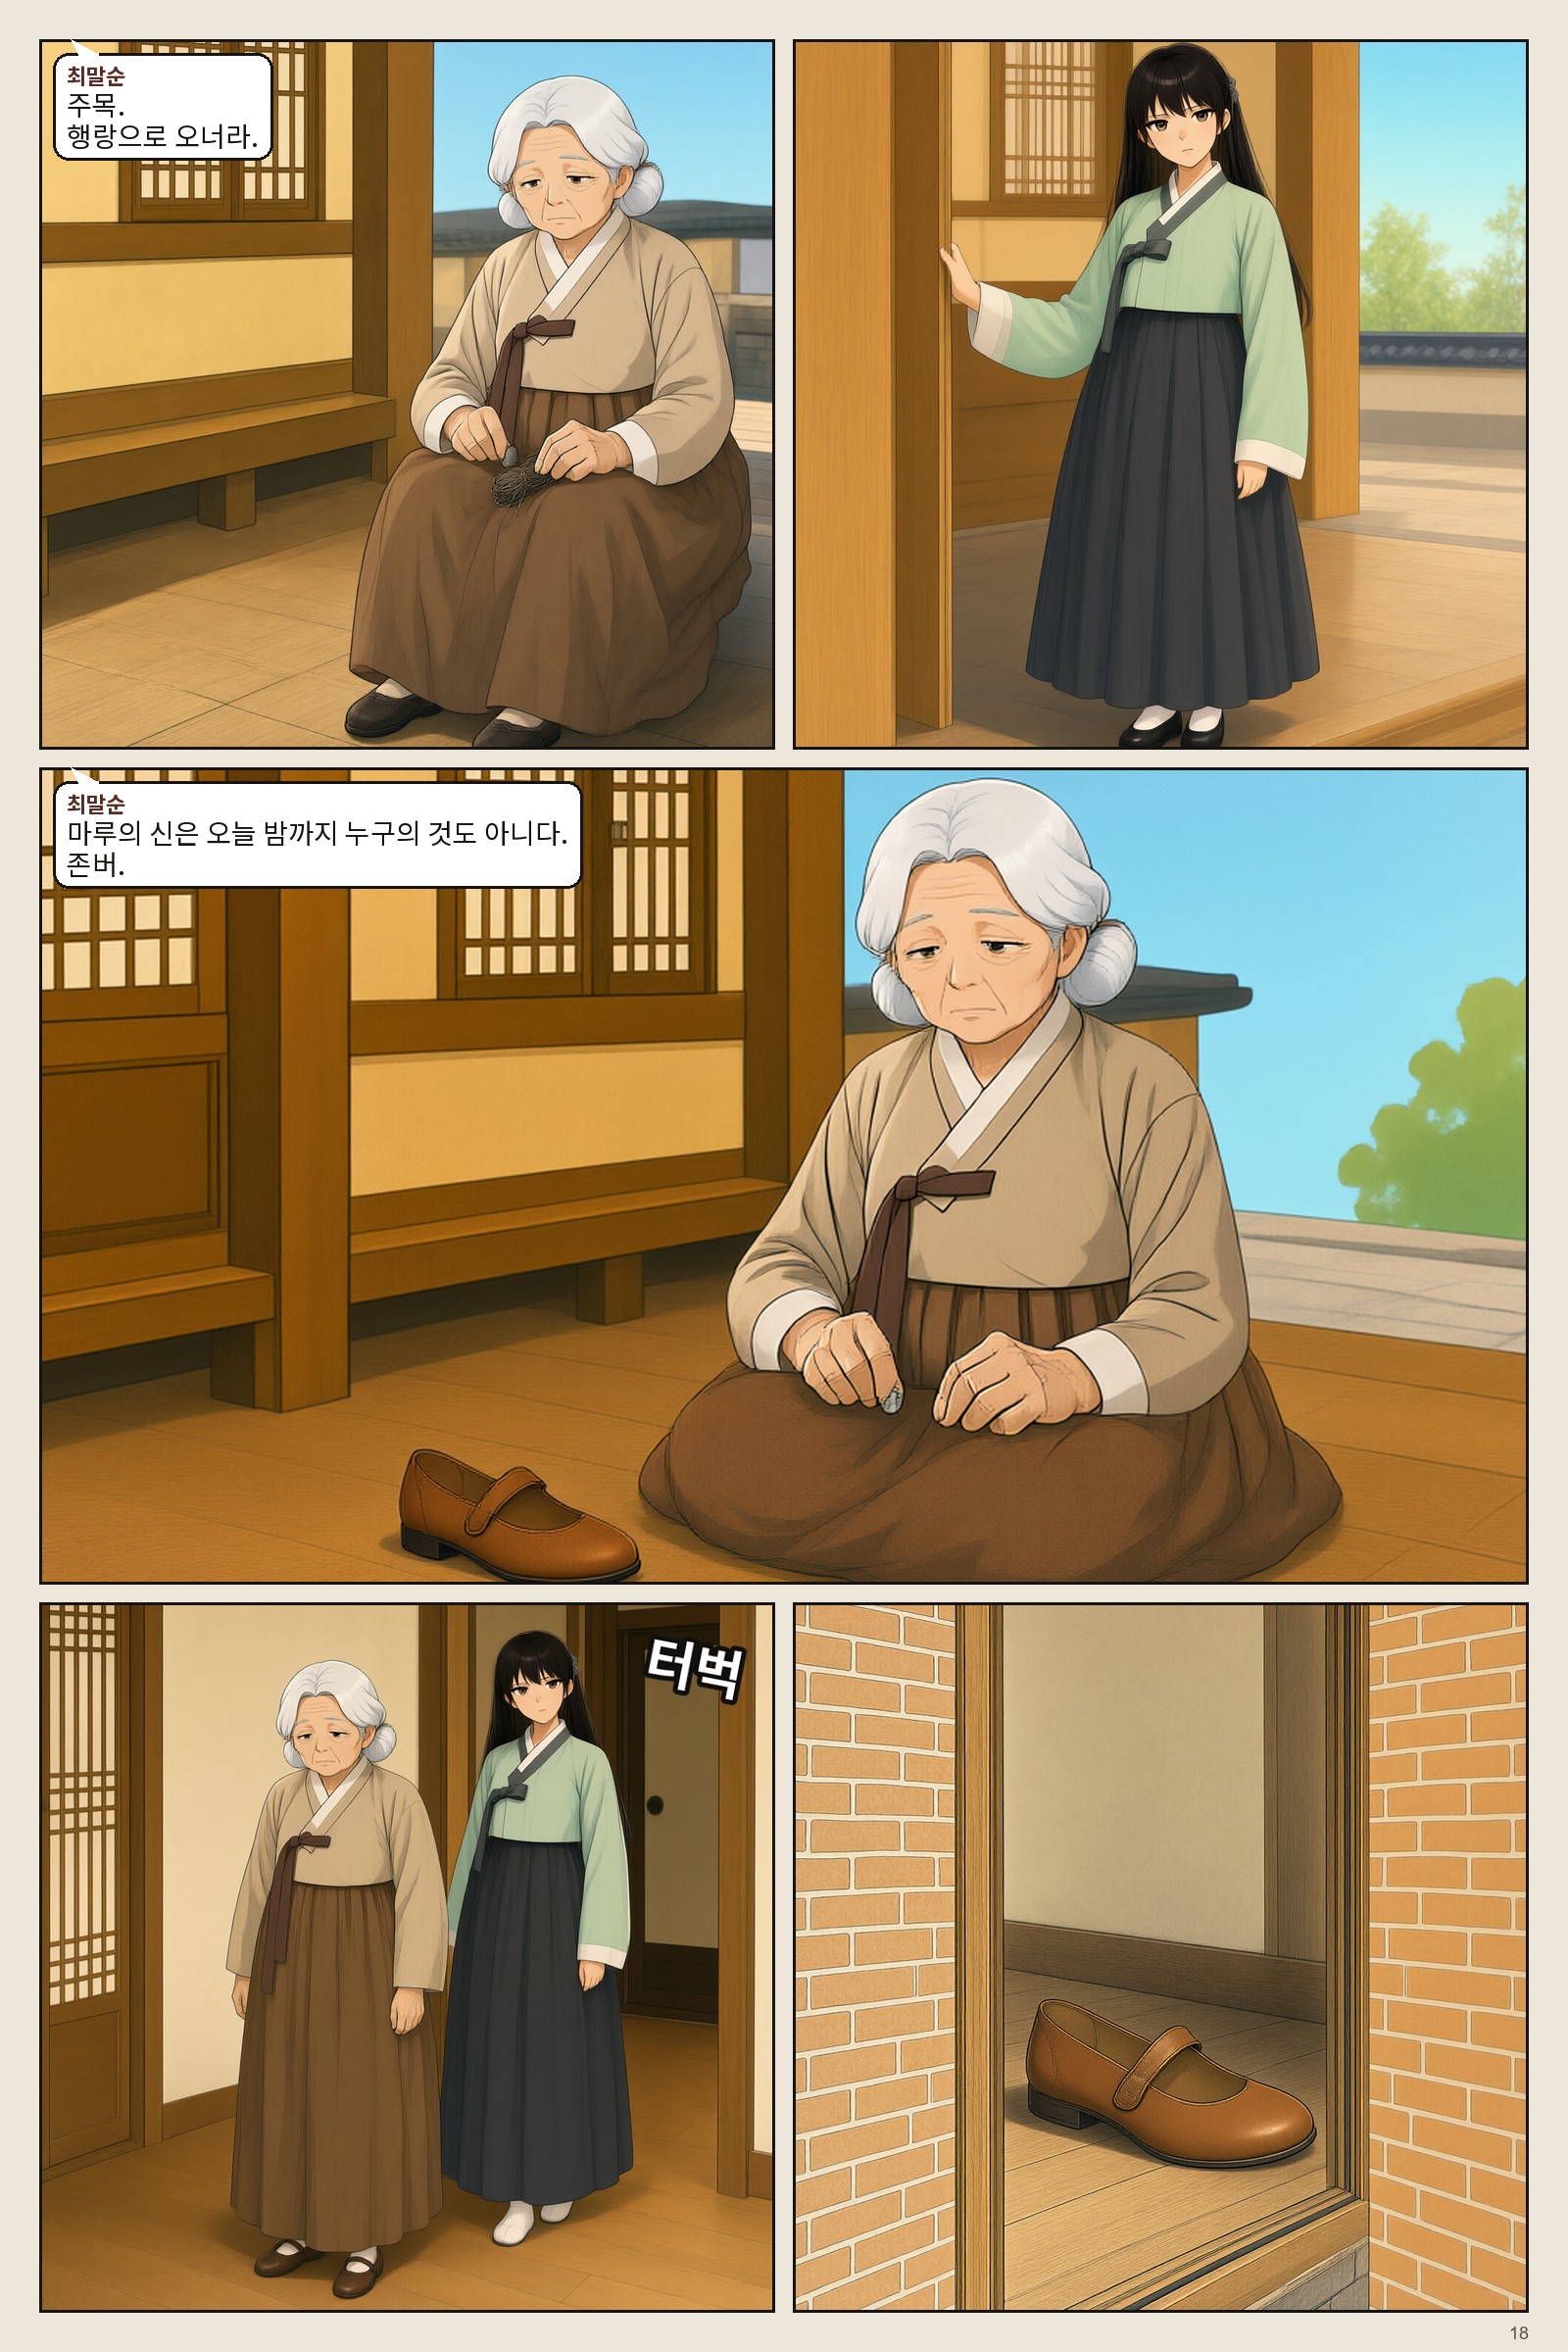 최말순
주목.
행랑으로 오너라.
최말순
마루의 신은 오늘 밤까지 누구의 것도 아니다.
존버.
터벅
18